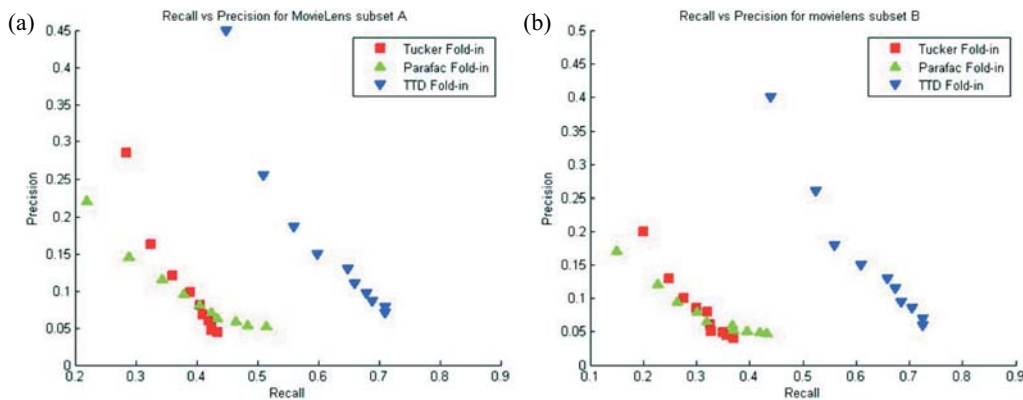 (a)
Recall vs Precision for MovieLens subset A
0.45
0.4
0.35
0.3
0.25
0.2
0.15
0.1
0.05
0
Precision
0.2 0.3 0.4 0.5 0.6 0.7 0.8 0.9
Recall
Tucker Fold-in
Parafac Fold-in
TTD Fold-in
(b)
Recall vs Precision for movielens subset B
0.5
0.45
0.4
0.35
0.3
0.25
0.2
0.15
0.1
0.05
0
Precision
0.1 0.2 0.3 0.4 0.5 0.6 0.7 0.8 0.9
Recall
Tucker Fold-in
Parafac Fold-in
TTD Fold-in